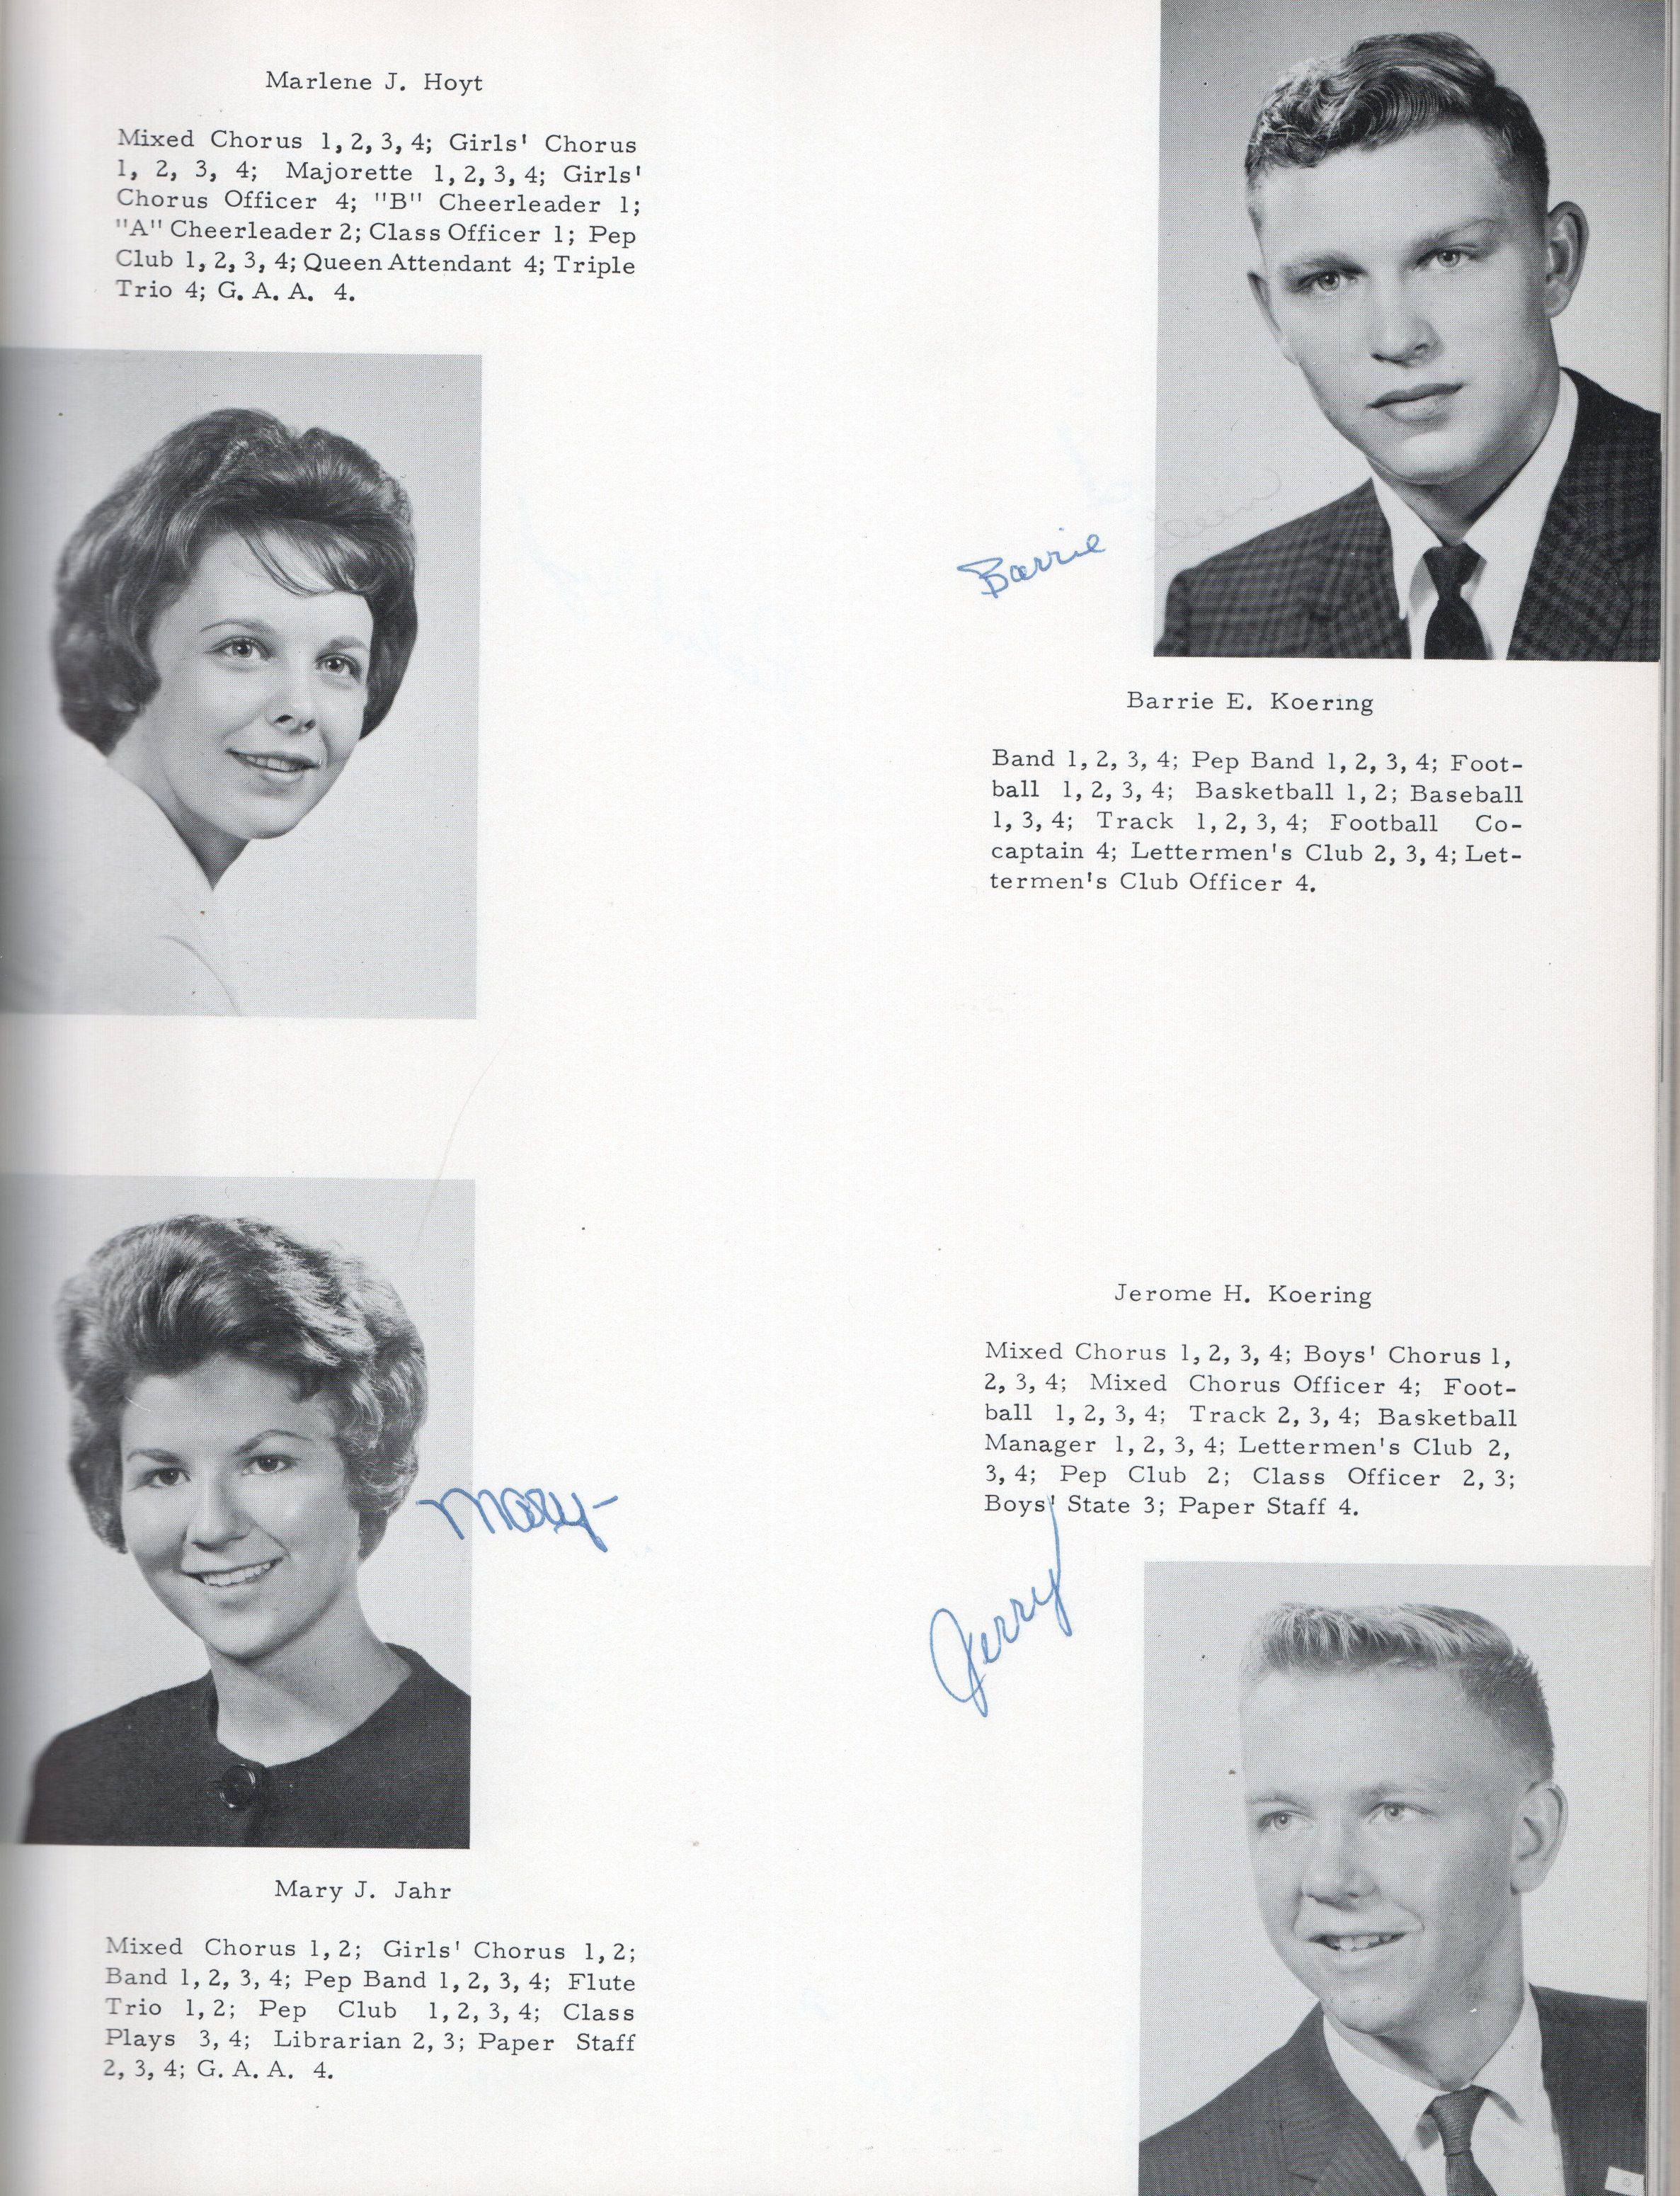 Marlene J. Hoyt
Mixed Chorus 1, 2, 3, 4; Girls' Chorus
1, 2, 3, 4; Majorette 1, 2, 3, 4; Girls'
Chorus Officer 4; "B" Cheerleader 1;
"A" Cheerleader 2; Class Officer 1; Pep
Club 1, 2, 3, 4; Queen Attendant 4; Triple
Trio 4; G. A. A. 4.
Mary
Mary J. Jahr
Mixed Chorus 1, 2; Girls' Chorus 1, 2;
Band 1, 2, 3, 4; Pep Band 1, 2, 3, 4; Flute
Trio 1, 2; Pep Club 1, 2, 3, 4; Class
Plays 3, 4; Librarian 2, 3; Paper Staff
2, 3, 4; G. A. A. 4.
Barrie
Barrie E. Koering
Band 1, 2, 3, 4; Pep Band 1, 2, 3, 4; Foot-
ball 1, 2, 3, 4; Basketball 1, 2; Baseball
1, 3, 4; Track 1, 2, 3, 4; Football Co-
captain 4; Lettermen's Club 2, 3, 4; Let-
termen's Club Officer 4.
Jerome H. Koering
Mixed Chorus 1, 2, 3, 4; Boys' Chorus 1,
2, 3, 4; Mixed Chorus Officer 4; Foot-
ball 1, 2, 3, 4; Track 2, 3, 4; Basketball
Manager 1, 2, 3, 4; Lettermen's Club 2,
3, 4; Pep Club 2; Class Officer 2, 3;
Boys' State 3; Paper Staff 4.
Jerry